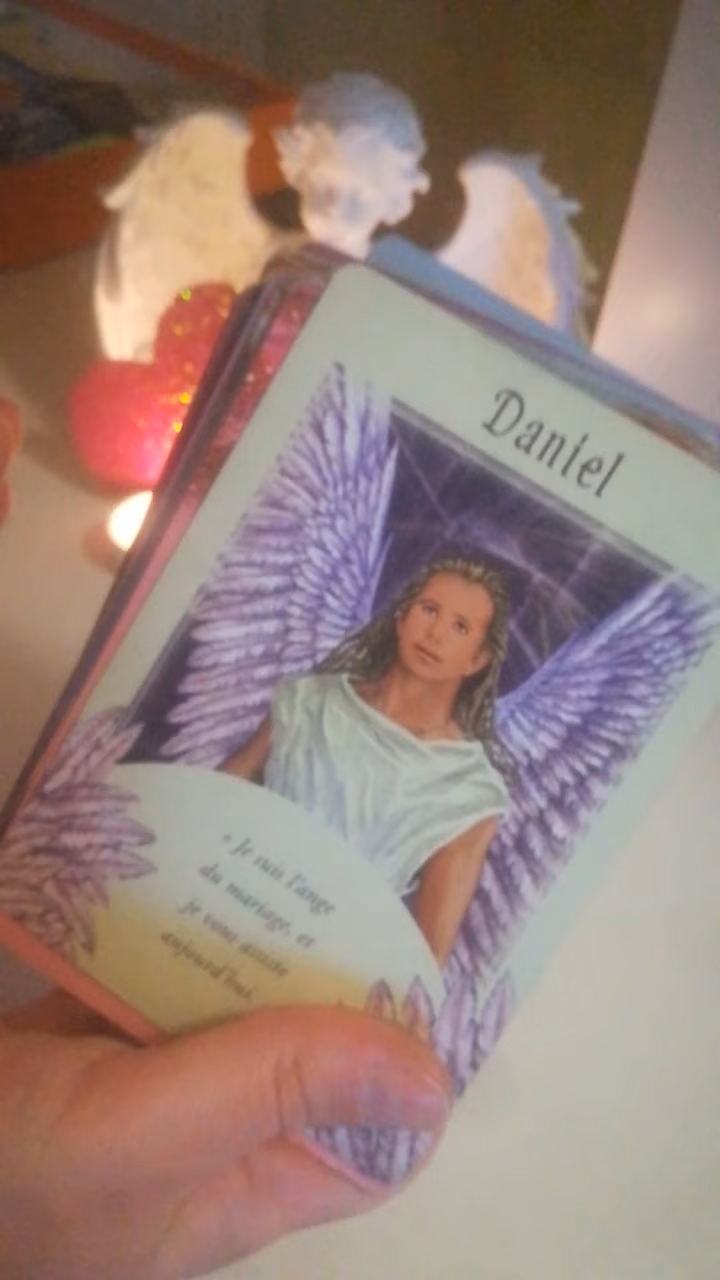 Daniel
« Je suis l'ange
du mariage, et
je vous assiste
aujourd'hui.